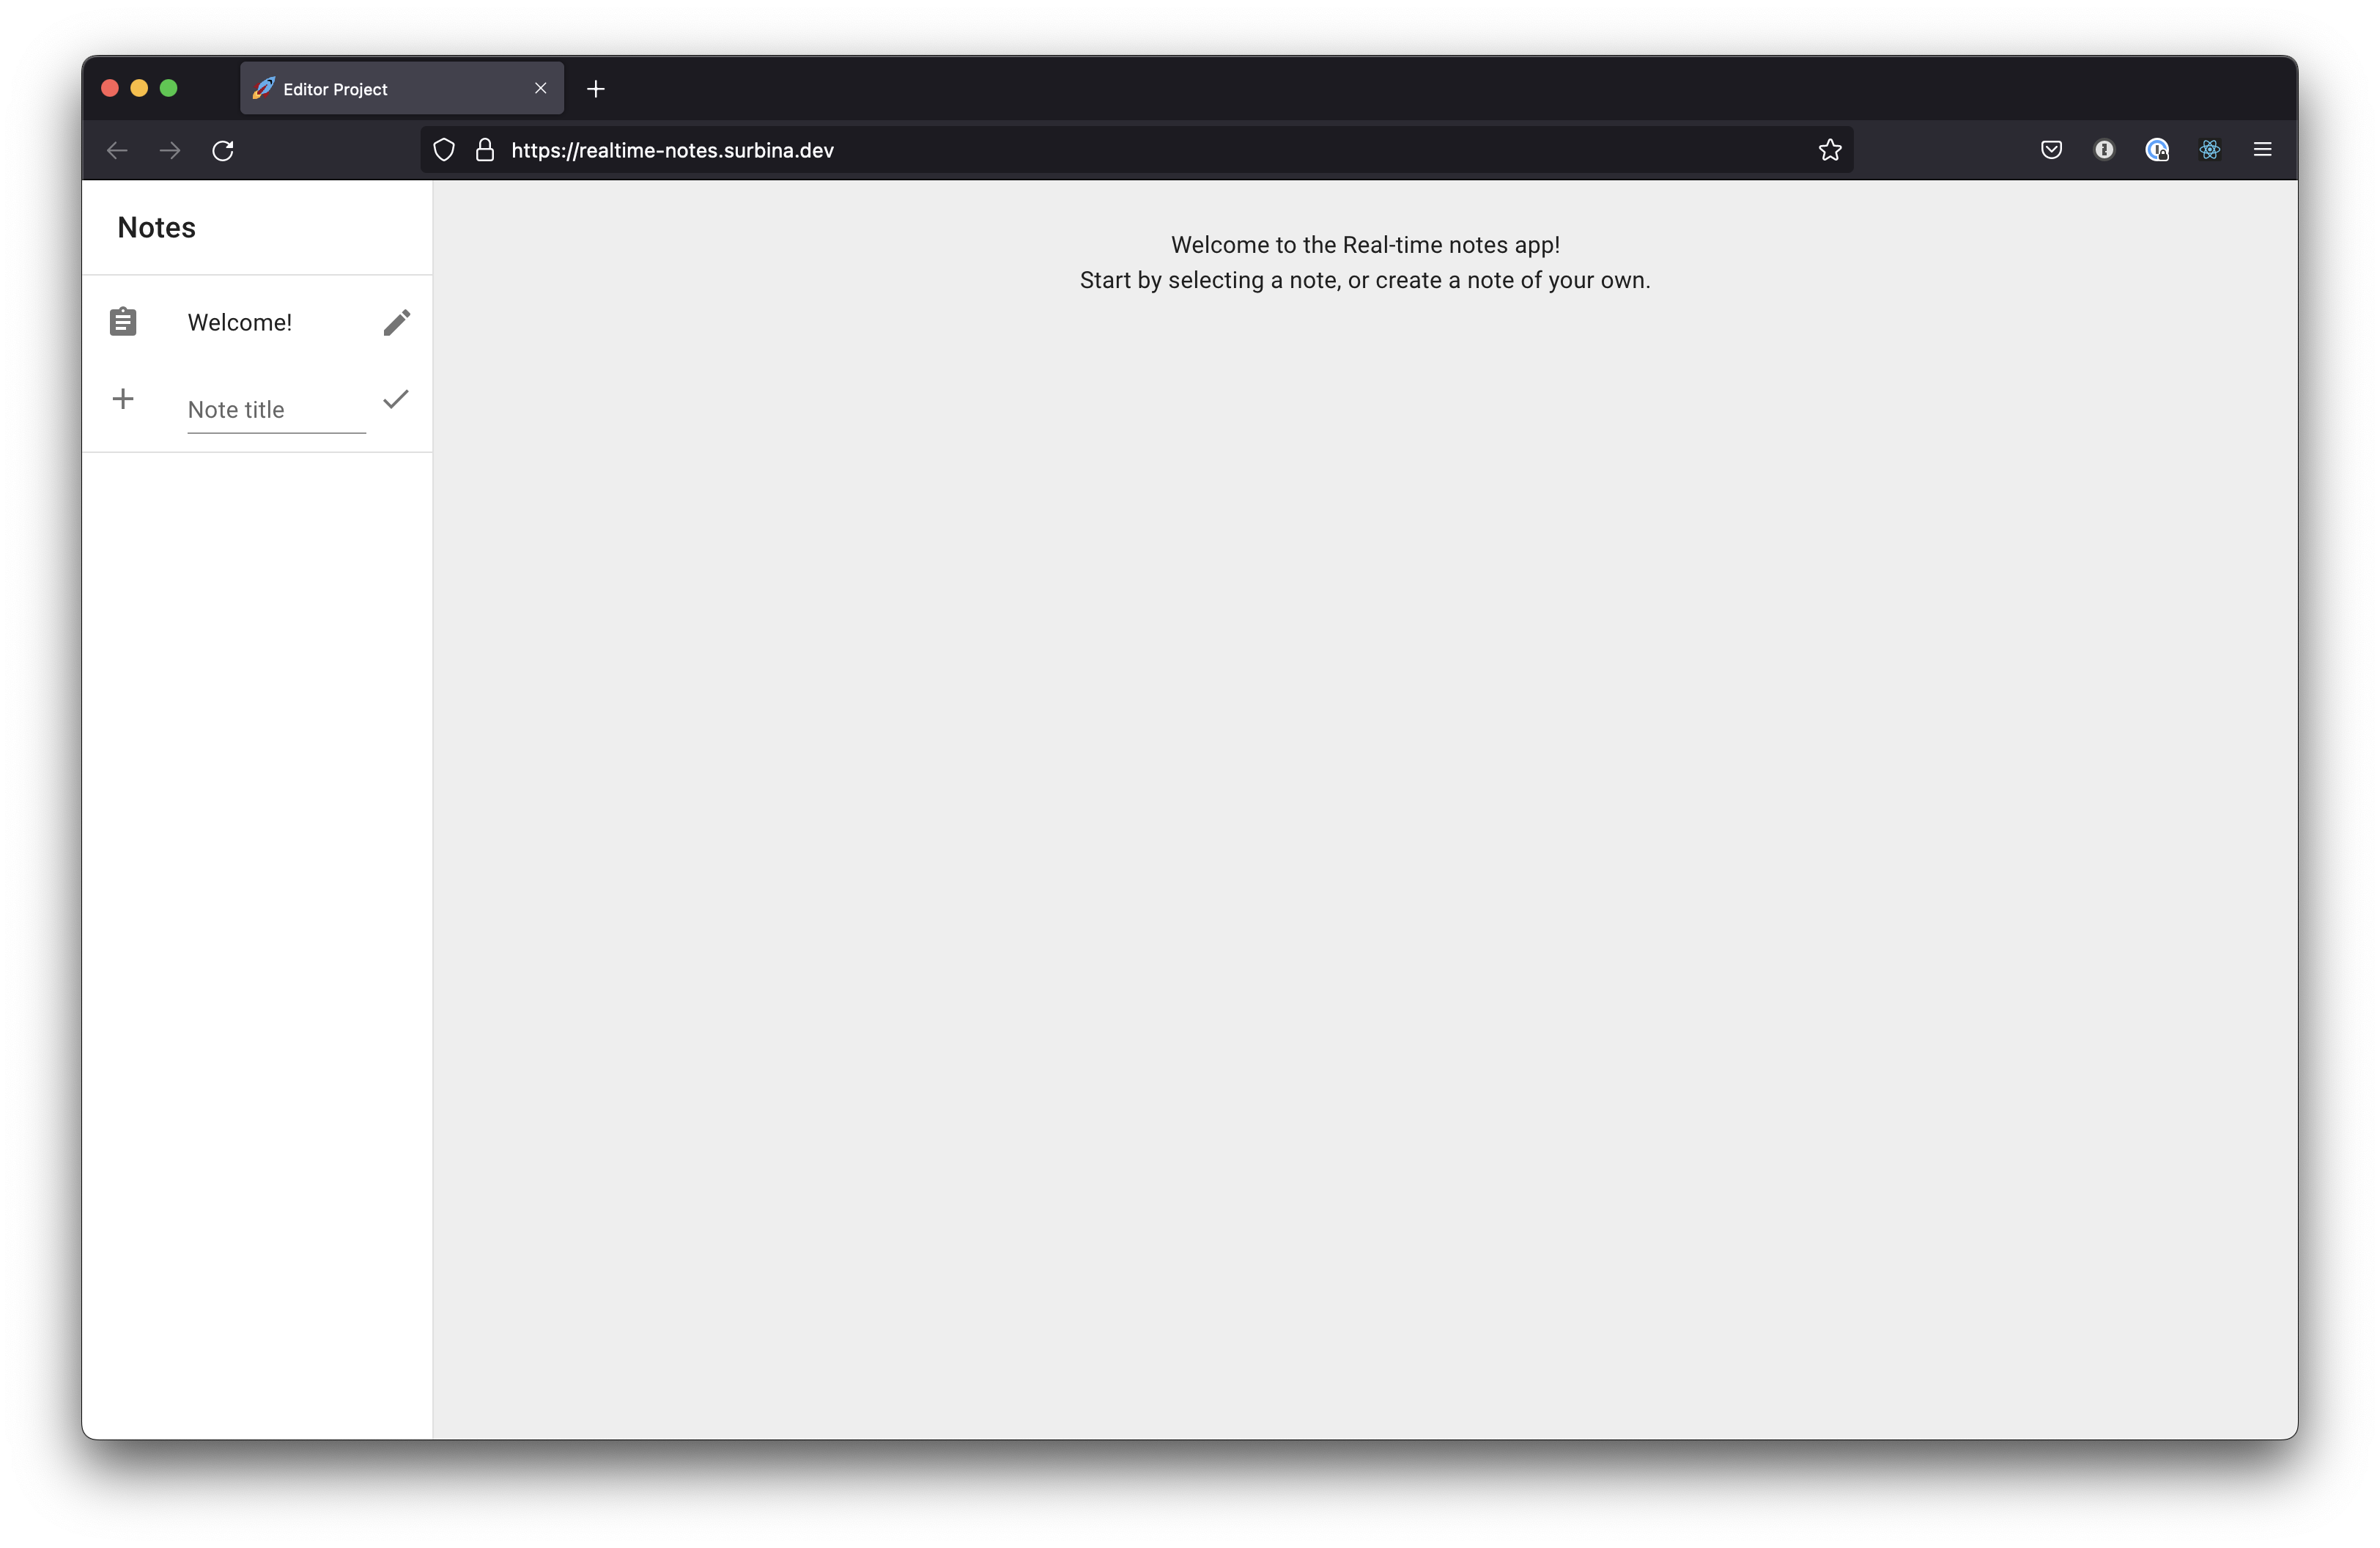 Editor Project
https://realtime-notes.surbina.dev
Notes
Welcome!
Note title
Welcome to the Real-time notes app!
Start by selecting a note, or create a note of your own.